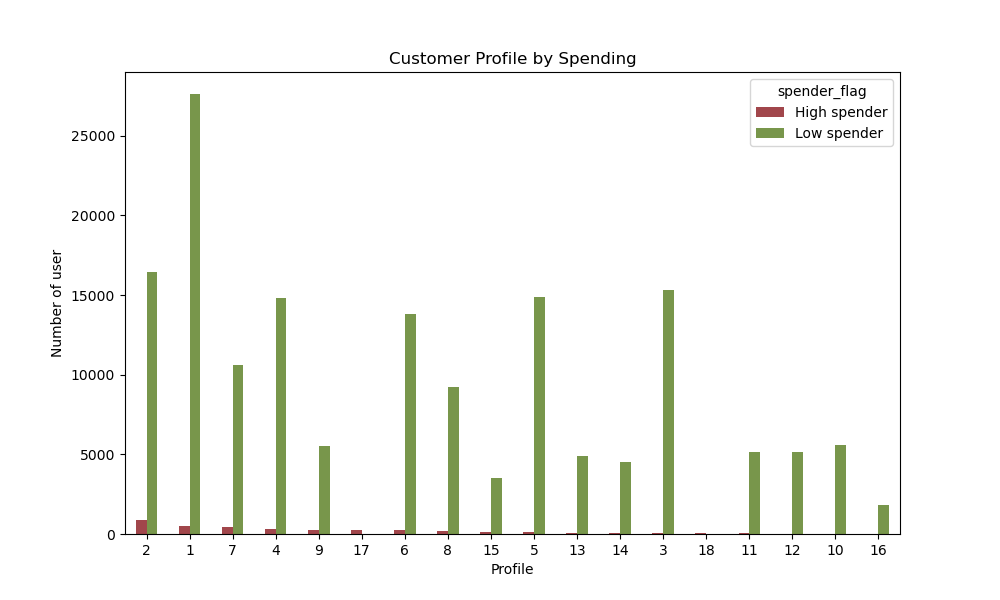 Customer Profile by Spending
spender_flag
High spender
Low spender
25000
20000
15000
10000
5000
0
Number of user
2 1 7 4 9 17 6 8 15 5 13 14 3 18 11 12 10 16
Profile